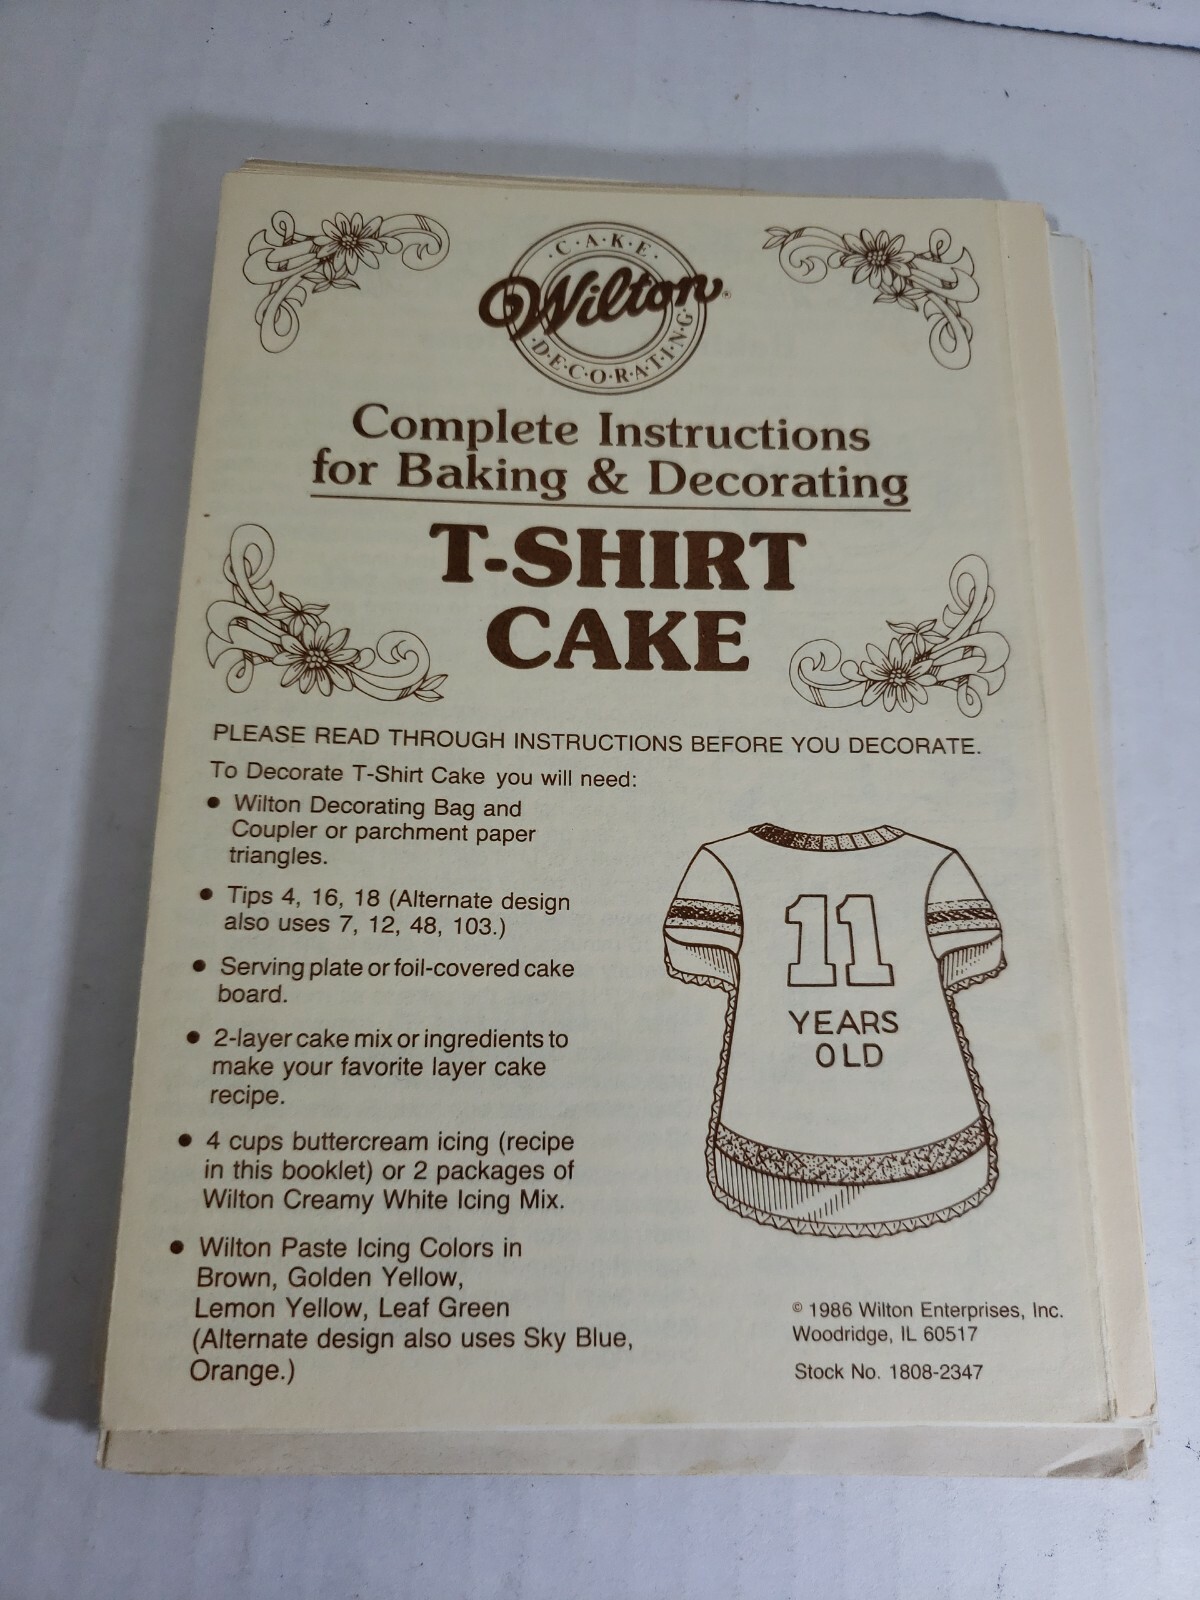 ·C·A·K·E·
Wilton®
·D·E·C·O·R·A·T·I·N·G·
Complete Instructions
for Baking & Decorating
T-SHIRT
CAKE
PLEASE READ THROUGH INSTRUCTIONS BEFORE YOU DECORATE.
To Decorate T-Shirt Cake you will need:
• Wilton Decorating Bag and
Coupler or parchment paper
triangles.
• Tips 4, 16, 18 (Alternate design
also uses 7, 12, 48, 103.)
• Serving plate or foil-covered cake
board.
• 2-layer cake mix or ingredients to
make your favorite layer cake
recipe.
• 4 cups buttercream icing (recipe
in this booklet) or 2 packages of
Wilton Creamy White Icing Mix.
• Wilton Paste Icing Colors in
Brown, Golden Yellow,
Lemon Yellow, Leaf Green
(Alternate design also uses Sky Blue,
Orange.)
11
YEARS
OLD
© 1986 Wilton Enterprises, Inc.
Woodridge, IL 60517
Stock No. 1808-2347